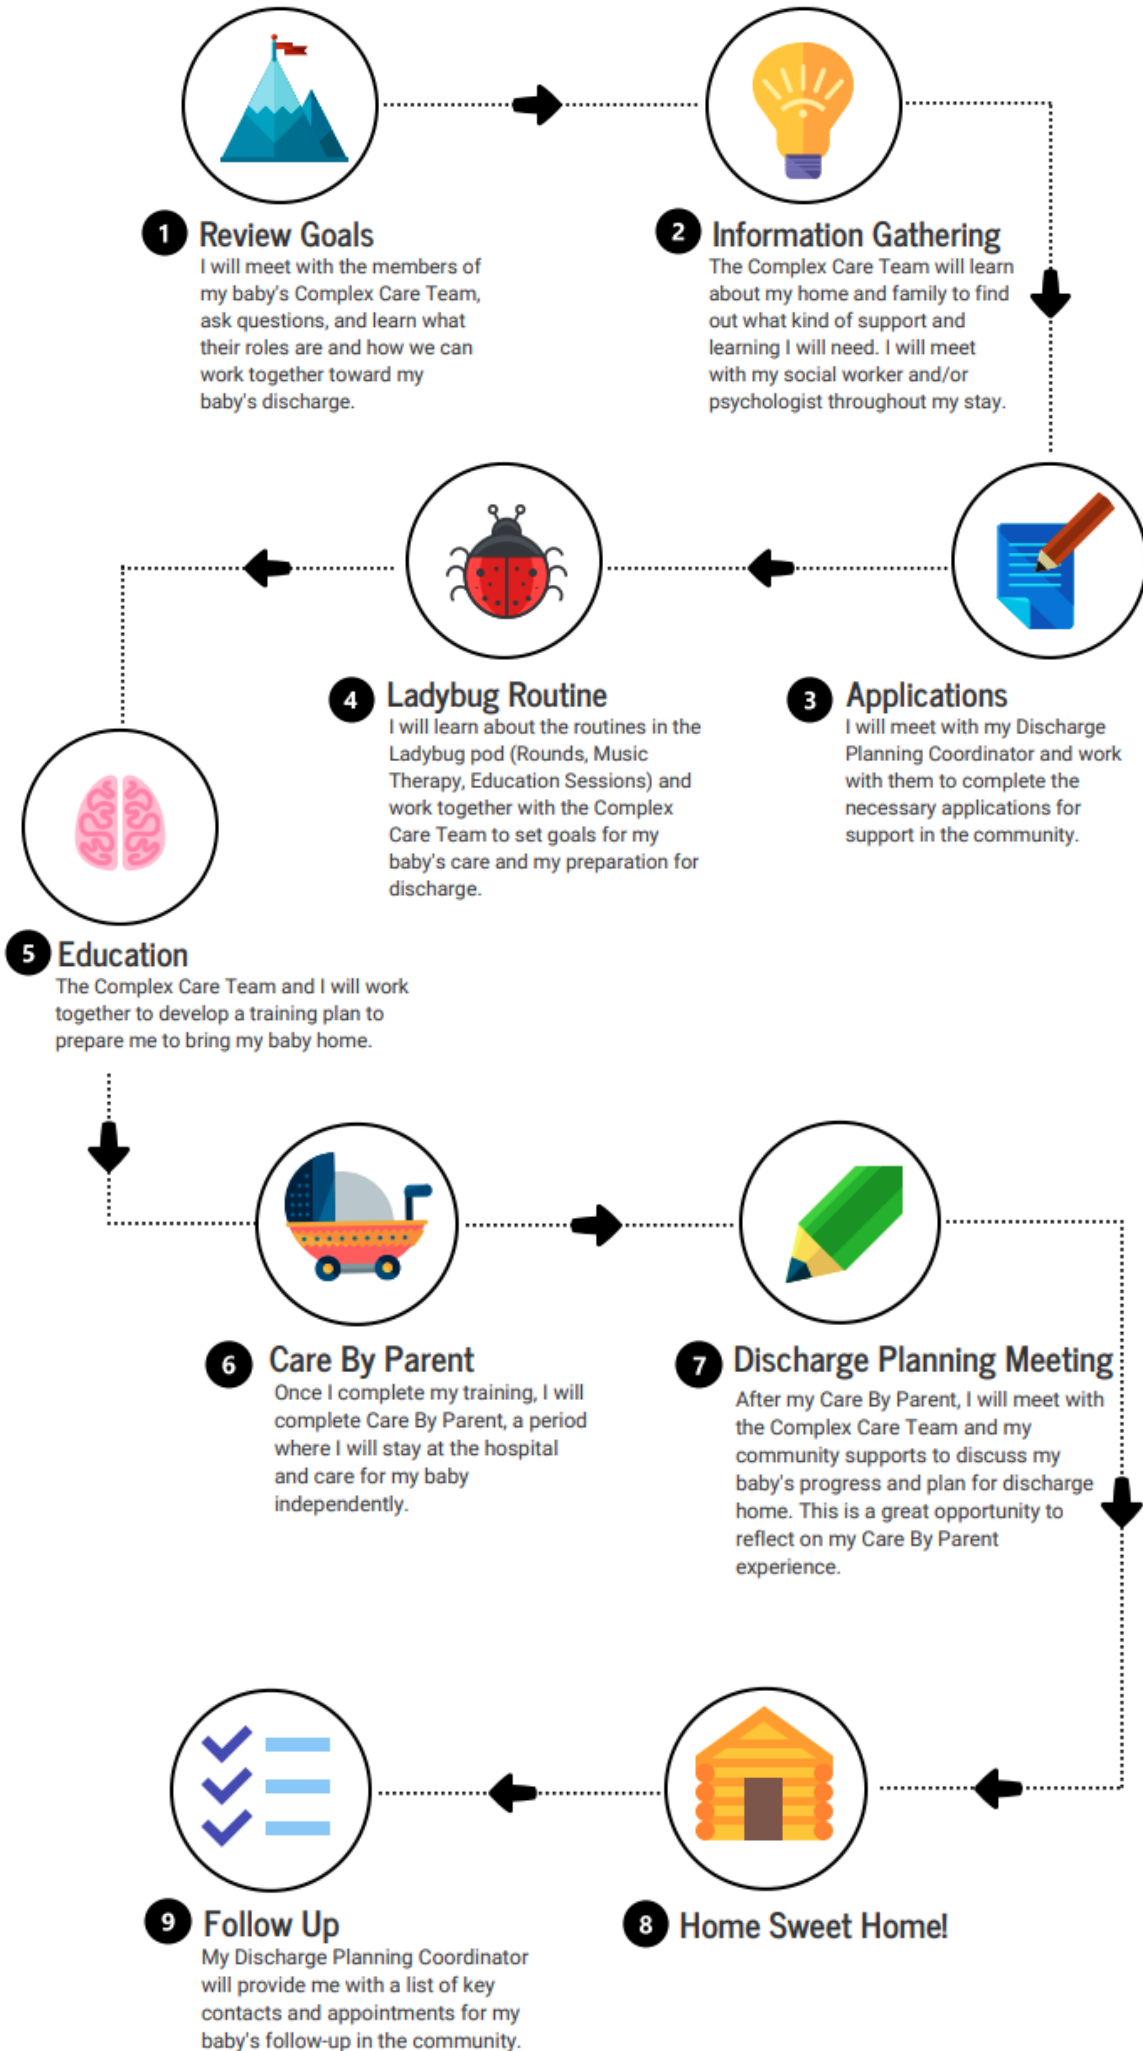 1 Review Goals
I will meet with the members of
my baby's Complex Care Team,
ask questions, and learn what
their roles are and how we can
work together toward my
baby's discharge.
2 Information Gathering
The Complex Care Team will learn
about my home and family to find
out what kind of support and
learning I will need. I will meet
with my social worker and/or
psychologist throughout my stay.
3 Applications
I will meet with my Discharge
Planning Coordinator and work
with them to complete the
necessary applications for
support in the community.
4 Ladybug Routine
I will learn about the routines in the
Ladybug pod (Rounds, Music
Therapy, Education Sessions) and
work together with the Complex
Care Team to set goals for my
baby's care and my preparation for
discharge.
5 Education
The Complex Care Team and I will work
together to develop a training plan to
prepare me to bring my baby home.
6 Care By Parent
Once I complete my training, I will
complete Care By Parent, a period
where I will stay at the hospital
and care for my baby
independently.
7 Discharge Planning Meeting
After my Care By Parent, I will meet with
the Complex Care Team and my
community supports to discuss my
baby's progress and plan for discharge
home. This is a great opportunity to
reflect on my Care By Parent
experience.
8 Home Sweet Home!
9 Follow Up
My Discharge Planning Coordinator
will provide me with a list of key
contacts and appointments for my
baby's follow-up in the community.